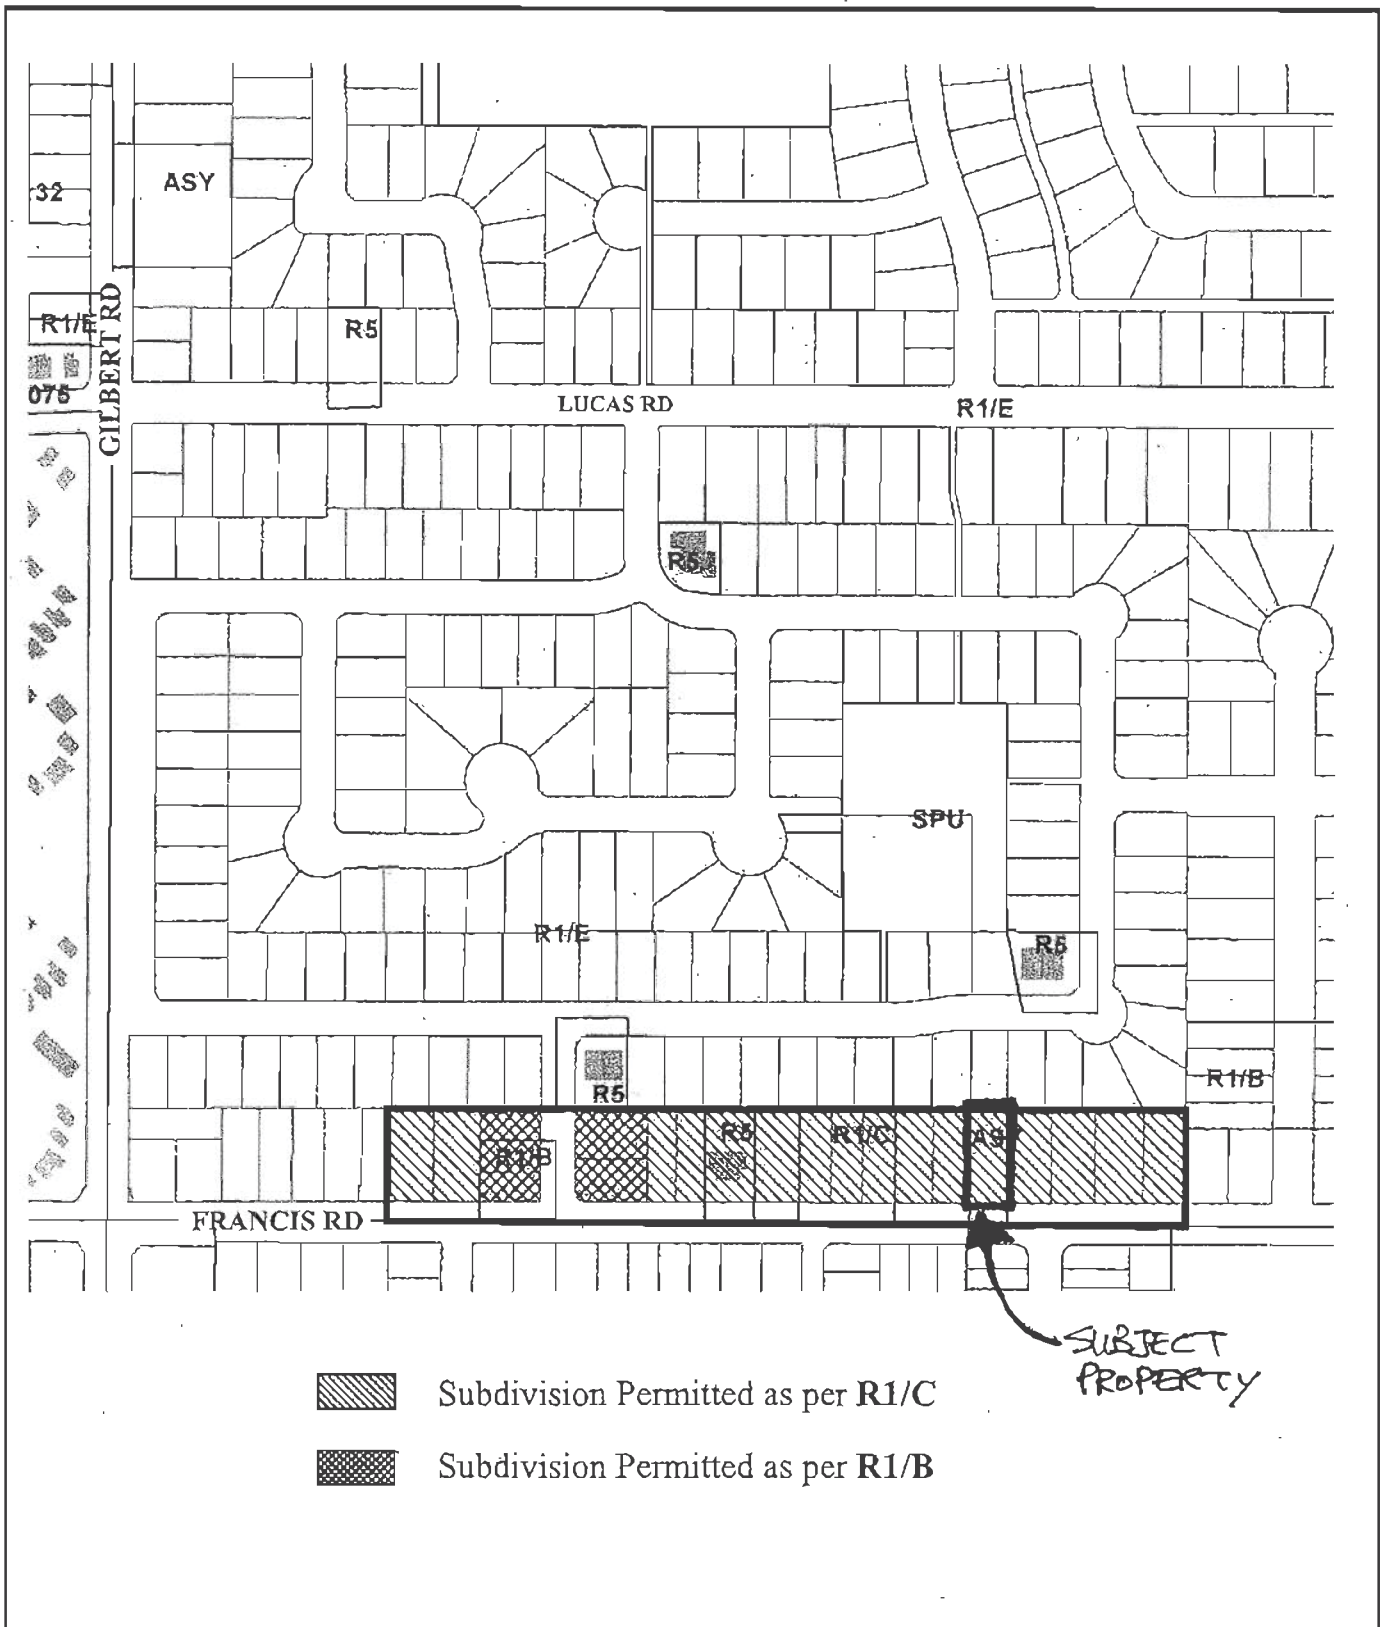 32
ASY
R1/E
GILBERT RD
R5
075
LUCAS RD
R1/E
R5
SPU
R1/E
R5
R5
R1/B
R1/B
R5
R1/C
FRANCIS RD
SUBJECT
PROPERTY
Subdivision Permitted as per R1/C
Subdivision Permitted as per R1/B